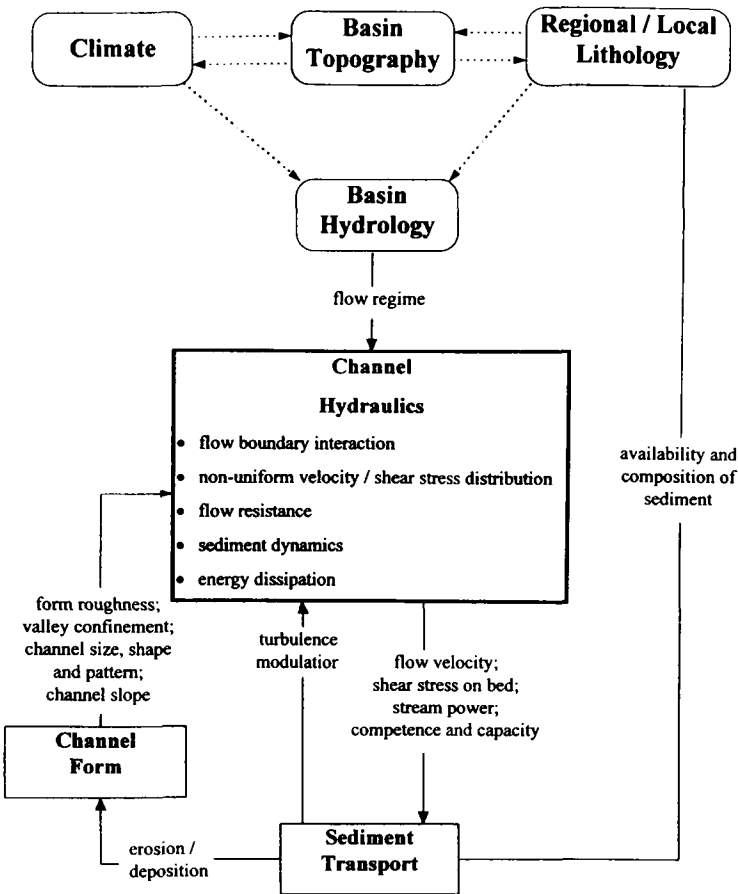 Climate
Basin
Topography
Regional / Local
Lithology
Basin
Hydrology
flow regime
Channel
Hydraulics
• flow boundary interaction
• non-uniform velocity / shear stress distribution
• flow resistance
• sediment dynamics
• energy dissipation
availability and
composition of
sediment
form roughness;
valley confinement;
channel size, shape
and pattern;
channel slope
turbulence
modulatior
flow velocity;
shear stress on bed;
stream power;
competence and capacity
Channel
Form
erosion /
deposition
Sediment
Transport